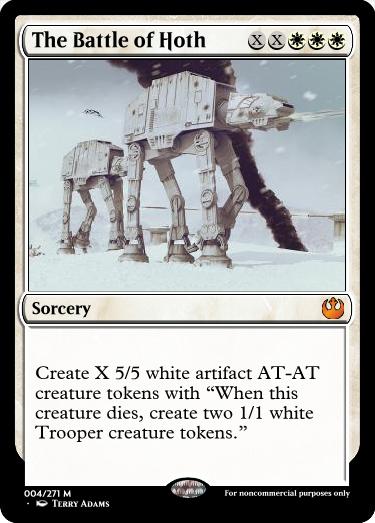 The Battle of Hoth X X
Sorcery
Create X 5/5 white artifact AT-AT
creature tokens with “When this
creature dies, create two 1/1 white
Trooper creature tokens.”
004/271 M
For noncommercial purposes only
Terry Adams